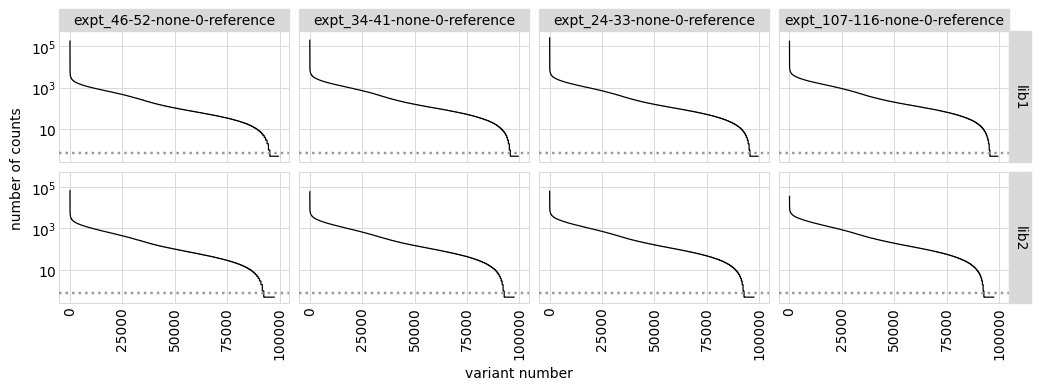 expt_46-52-none-0-reference expt_34-41-none-0-reference expt_24-33-none-0-reference expt_107-116-none-0-reference
number of counts
10^5
10^3
10
lib1
10^5
10^3
10
lib2
0 25000 50000 75000 100000 0 25000 50000 75000 100000 0 25000 50000 75000 100000 0 25000 50000 75000 100000
variant number